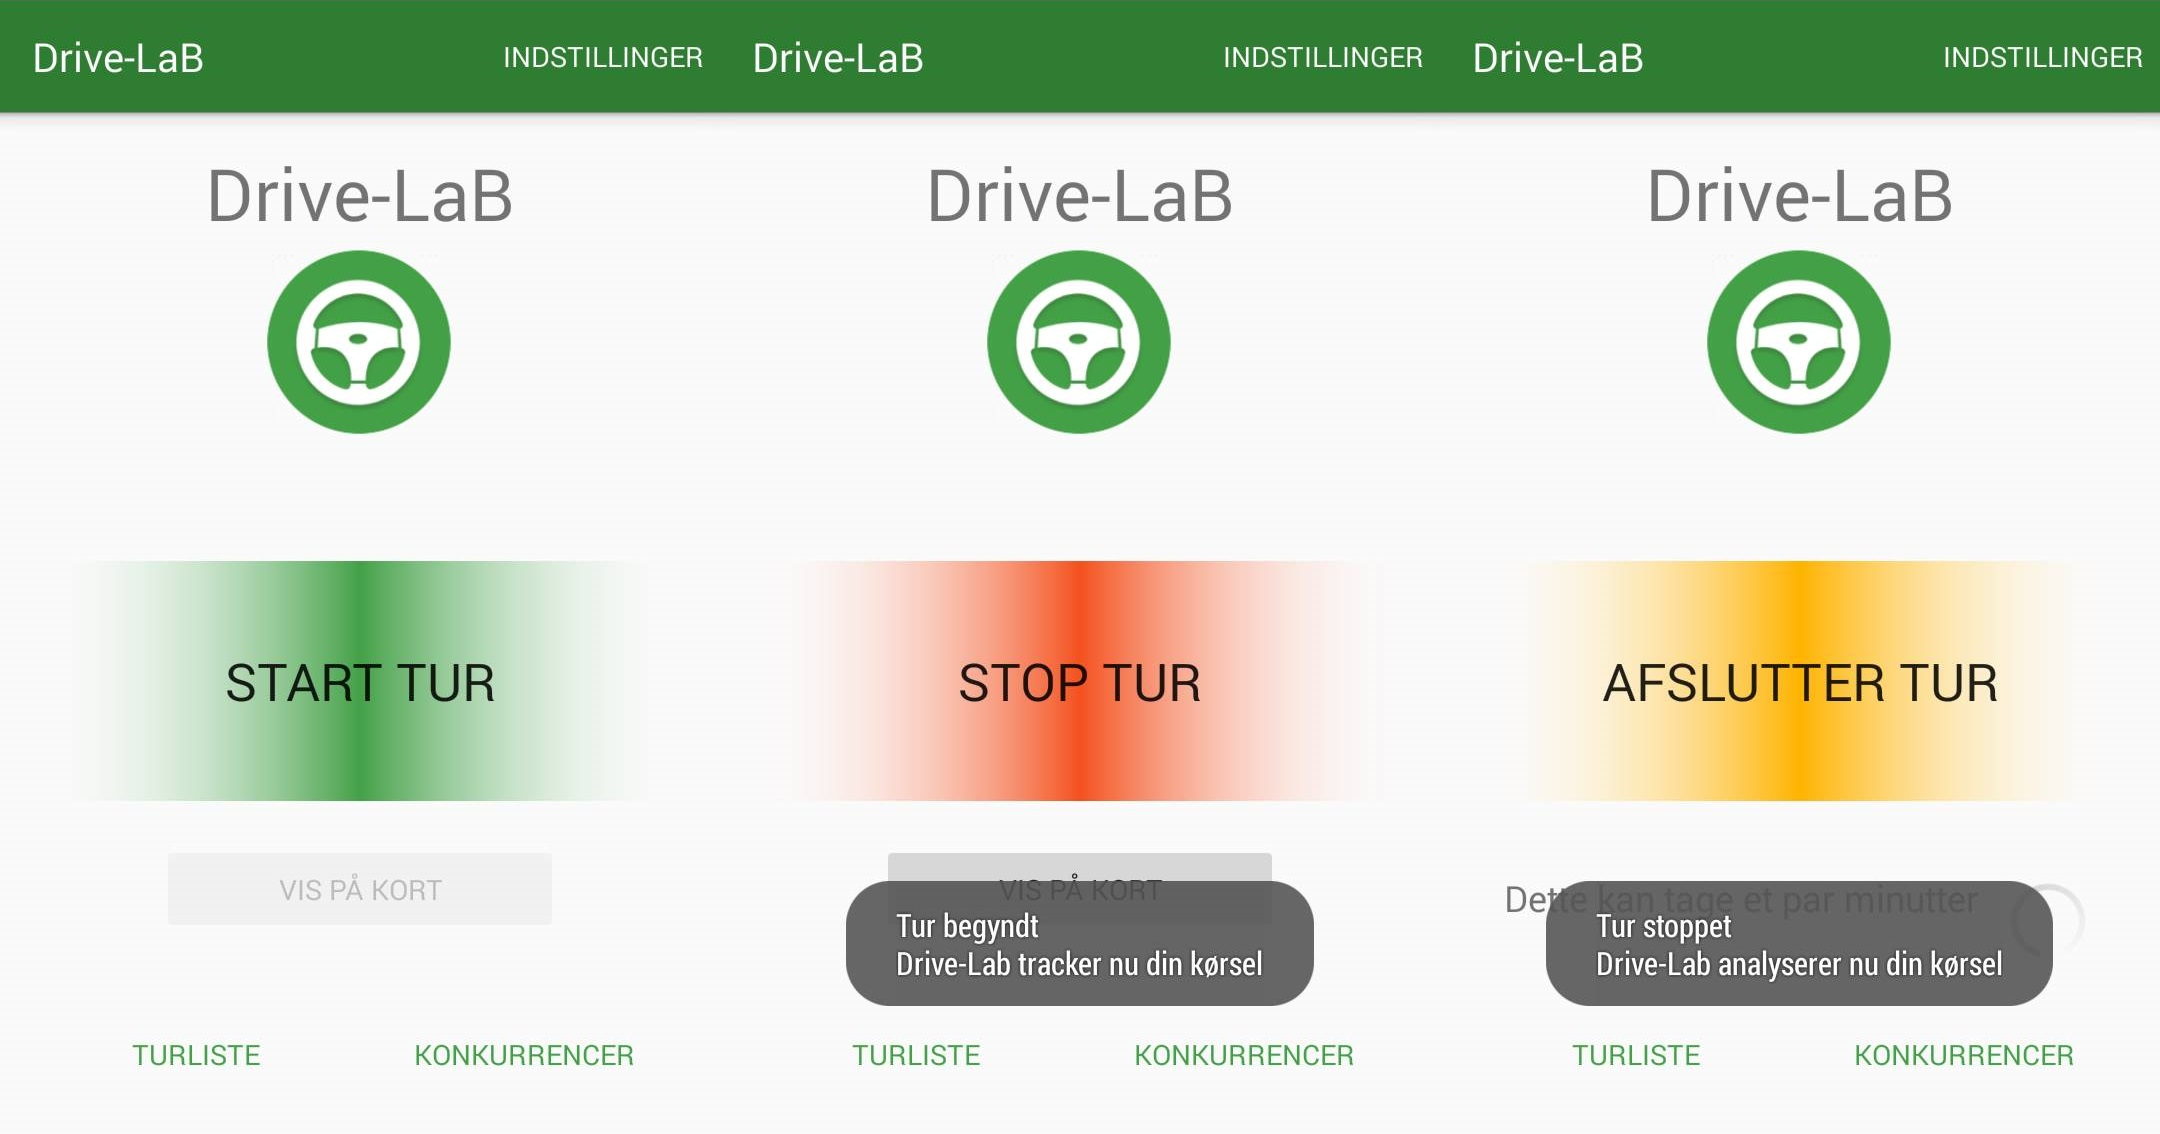 Drive-LaB INDSTILLINGER
Drive-LaB
START TUR
VIS PÅ KORT
TURLISTE KONKURRENCER
Drive-LaB INDSTILLINGER
Drive-LaB
STOP TUR
VIS PÅ KORT
Tur begyndt
Drive-Lab tracker nu din kørsel
TURLISTE KONKURRENCER
Drive-LaB INDSTILLINGER
Drive-LaB
AFSLUTTER TUR
Dette kan tage et par minutter
Tur stoppet
Drive-Lab analyserer nu din kørsel
TURLISTE KONKURRENCER